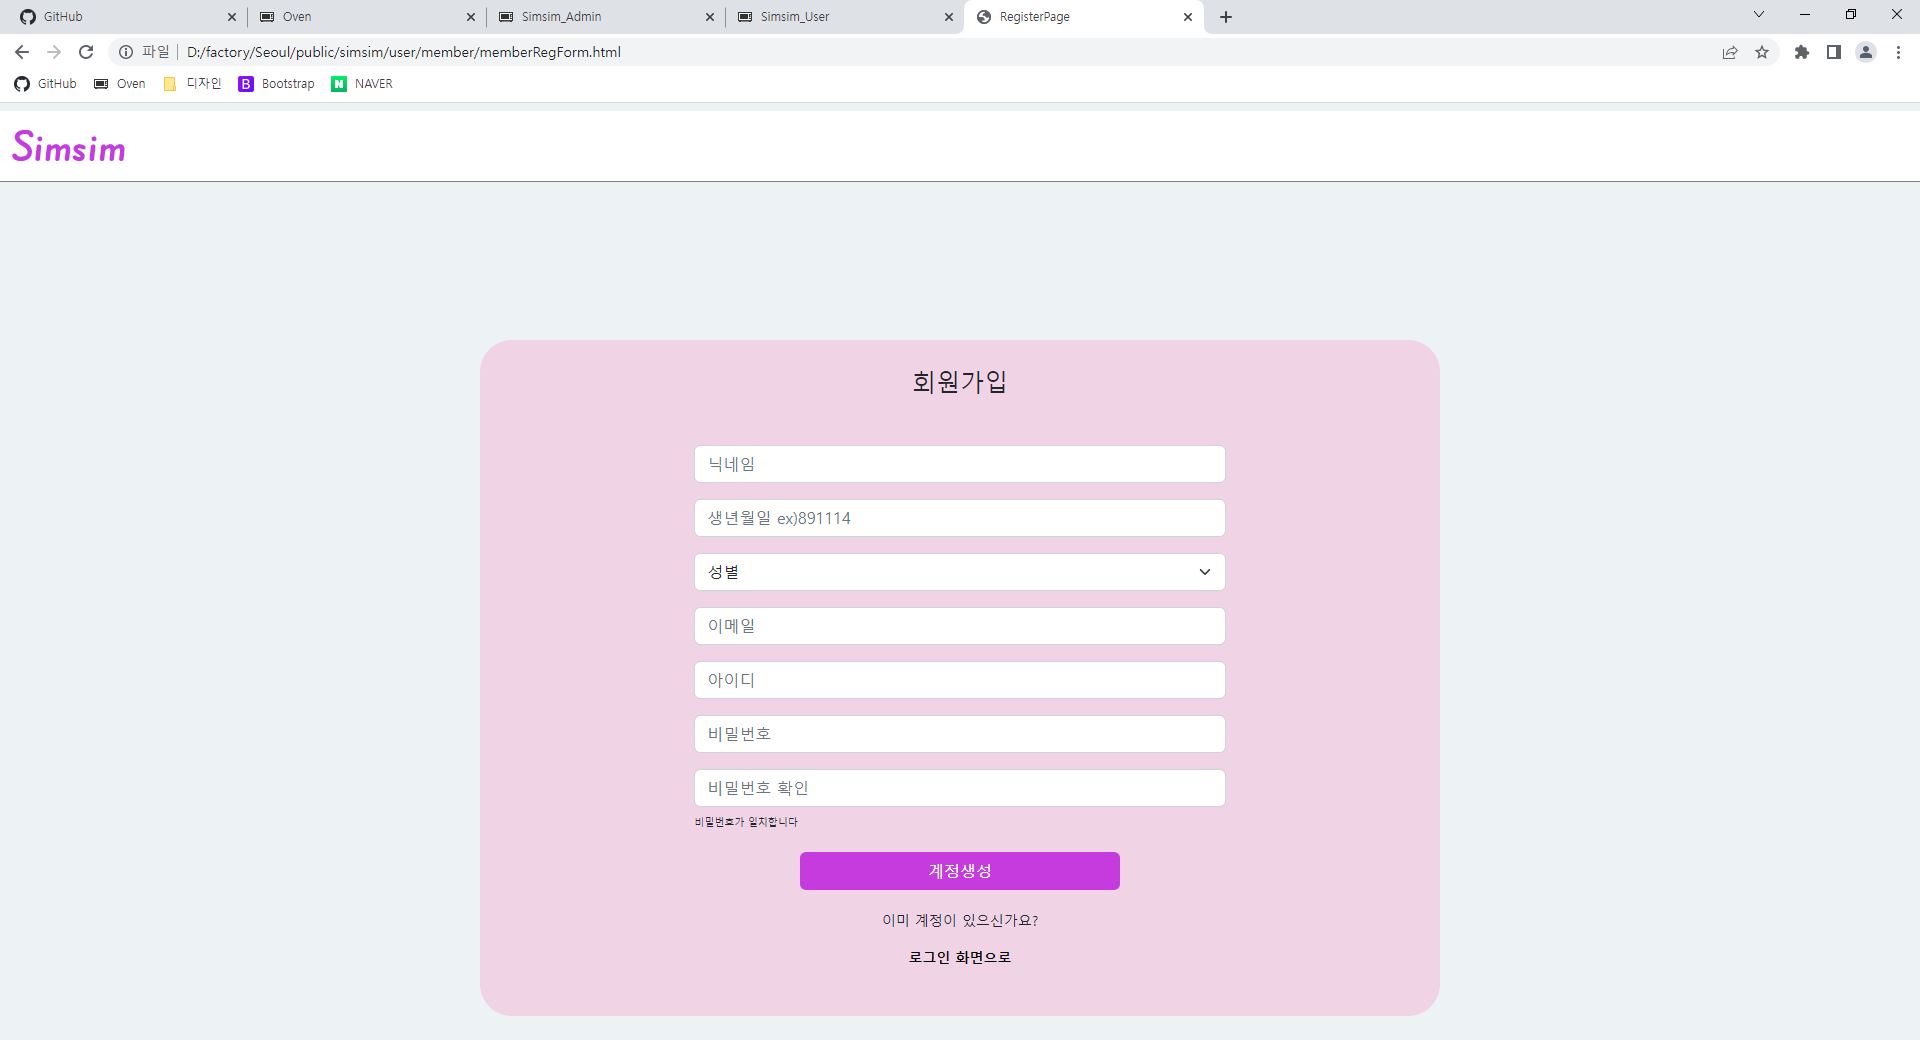 GitHub
Oven
Simsim_Admin
Simsim_User
RegisterPage
파일 D:/factory/Seoul/public/simsim/user/member/memberRegForm.html
GitHub Oven 디자인 B Bootstrap N NAVER
Simsim
회원가입
닉네임
생년월일 ex)891114
성별
이메일
아이디
비밀번호
비밀번호 확인
비밀번호가 일치합니다
계정생성
이미 계정이 있으신가요?
로그인 화면으로